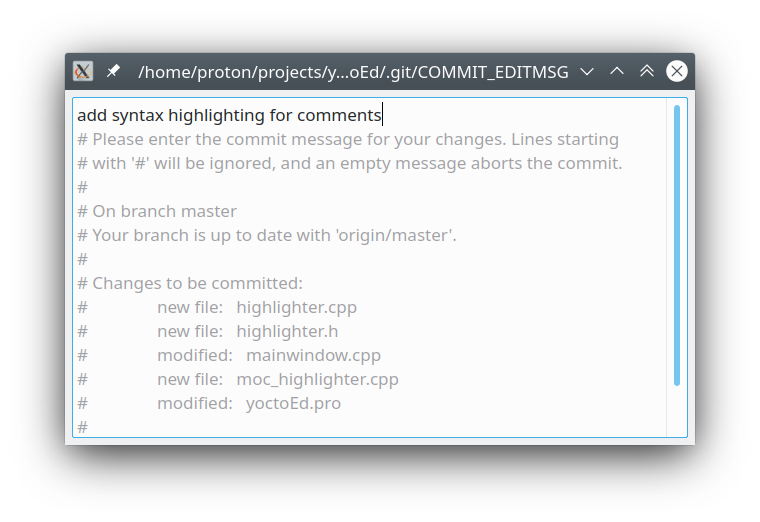 /home/proton/projects/y...oEd/.git/COMMIT_EDITMSG
add syntax highlighting for comments
# Please enter the commit message for your changes. Lines starting
# with '#' will be ignored, and an empty message aborts the commit.
#
# On branch master
# Your branch is up to date with 'origin/master'.
#
# Changes to be committed:
#	new file:   highlighter.cpp
#	new file:   highlighter.h
#	modified:   mainwindow.cpp
#	new file:   moc_highlighter.cpp
#	modified:   yoctoEd.pro
#